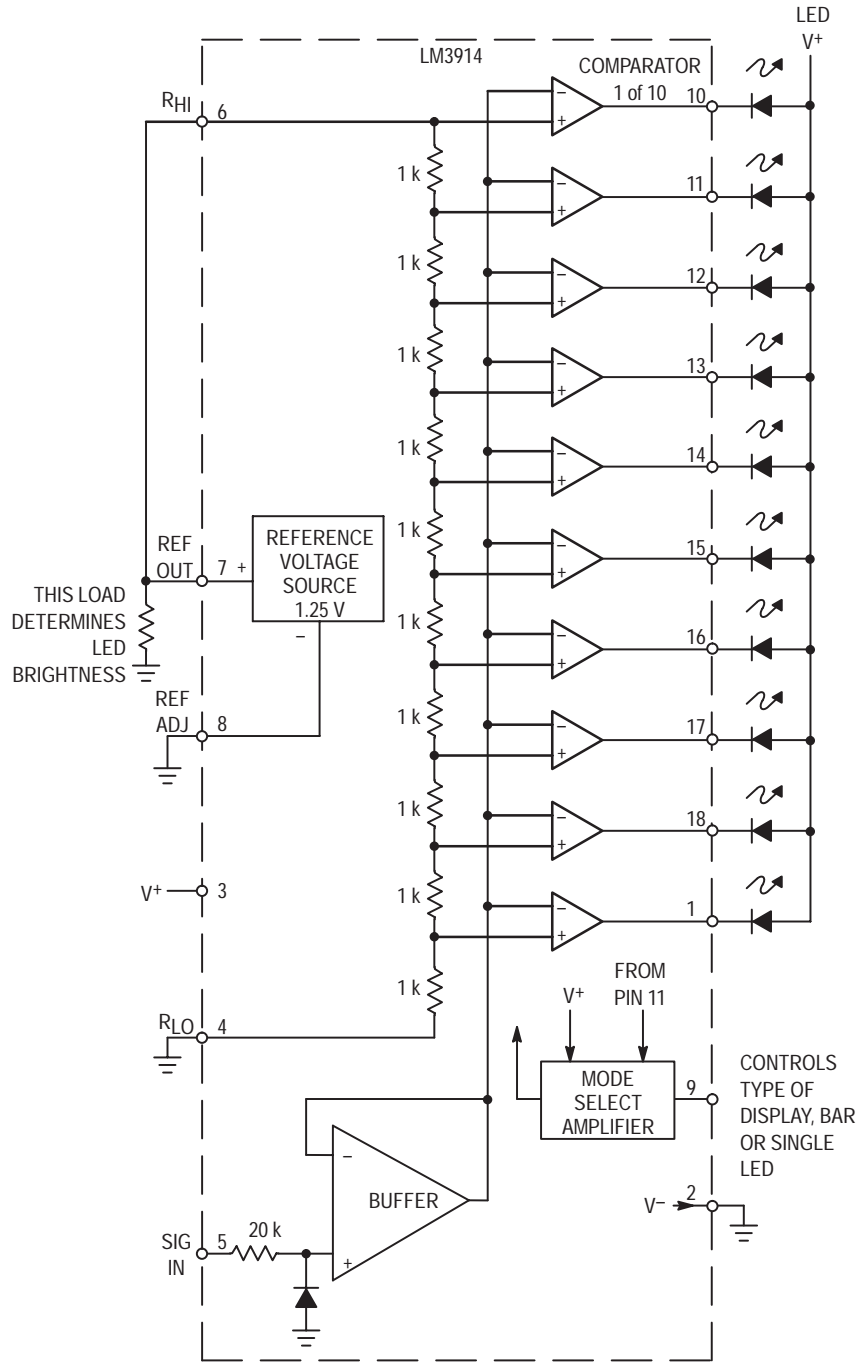 LED
V+
LM3914
COMPARATOR
1 of 10
RHI
6
−
+
10
1 k
−
+
11
1 k
−
+
12
1 k
−
+
13
1 k
−
+
14
1 k
−
+
15
1 k
−
+
16
1 k
−
+
17
1 k
−
+
18
1 k
−
+
1
1 k
REF
OUT
7 +
REFERENCE
VOLTAGE
SOURCE
1.25 V
−
THIS LOAD
DETERMINES
LED
BRIGHTNESS
REF
ADJ
8
V+
3
RLO
4
V+
FROM
PIN 11
MODE
SELECT
AMPLIFIER
9
CONTROLS
TYPE OF
DISPLAY, BAR
OR SINGLE
LED
V−
2
−
BUFFER
+
SIG
IN
5
20 k